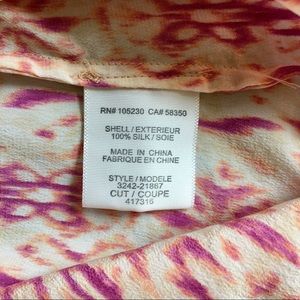 RN# 105230 CA# 58350
SHELL / EXTERIEUR
100% SILK / SOIE
MADE IN CHINA
FABRIQUE EN CHINE
STYLE / MODELE
3242-21887
CUT / COUPE
417316